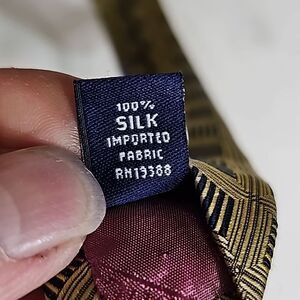 100%
SILK
IMPORTED
FABRIC
RN19388